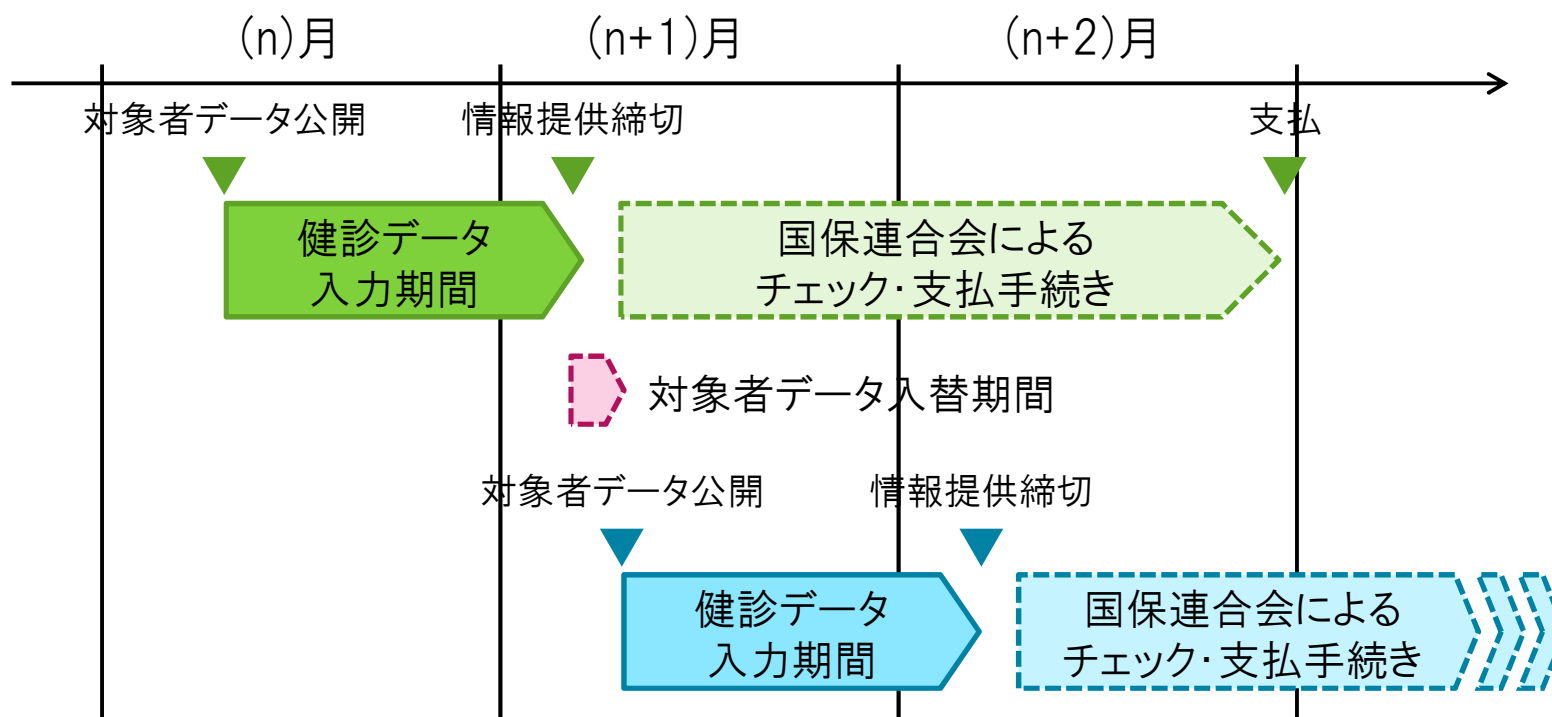 (n)月
(n+1)月
(n+2)月
対象者データ公開
情報提供締切
支払
健診データ
入力期間
国保連合会による
チェック・支払手続き
対象者データ入替期間
対象者データ公開
情報提供締切
健診データ
入力期間
国保連合会による
チェック・支払手続き